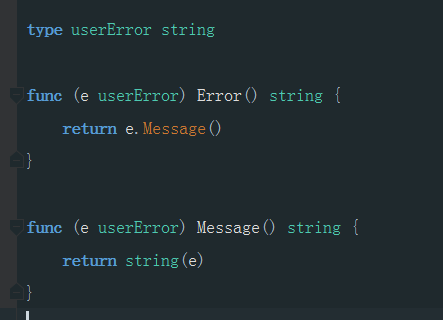 type userError string
func (e userError) Error() string {
return e.Message()
}
func (e userError) Message() string {
return string(e)
}